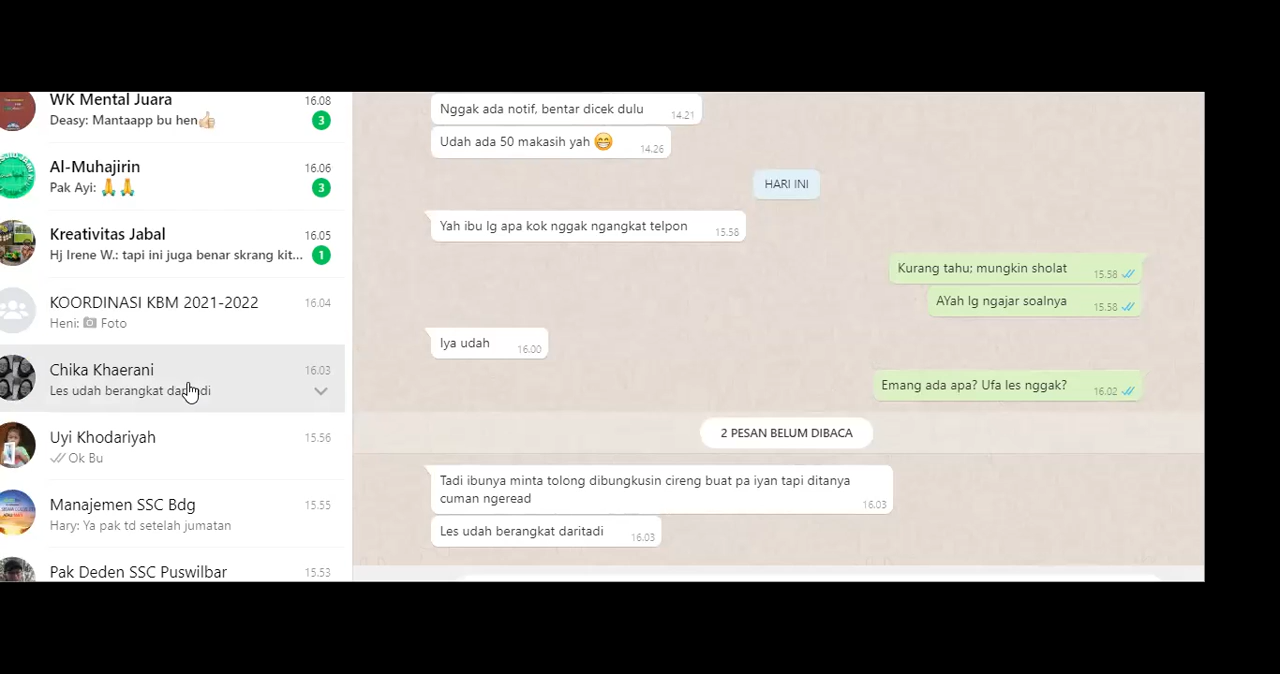 WK Mental Juara 16.08
Deasy: Mantaapp bu hen👍🏻 3
Al-Muhajirin 16.06
Pak Ayi: 🙏 🙏 3
Kreativitas Jabal 16.05
Hj Irene W.: tapi ini juga benar skrang kit... 1
KOORDINASI KBM 2021-2022 16.04
Heni: Foto
Chika Khaerani 16.03
Les udah berangkat daritadi
Uyi Khodariyah 15.56
Ok Bu
Manajemen SSC Bdg 15.55
Hary: Ya pak td setelah jumatan
Pak Deden SSC Puswilbar 15.53
Nggak ada notif, bentar dicek dulu 14.21
Udah ada 50 makasih yah 😁 14.26
HARI INI
Yah ibu lg apa kok nggak ngangkat telpon 15.58
Kurang tahu; mungkin sholat 15.58
AYah lg ngajar soalnya 15.58
Iya udah 16.00
Emang ada apa? Ufa les nggak? 16.02
2 PESAN BELUM DIBACA
Tadi ibunya minta tolong dibungkusin cireng buat pa iyan tapi ditanya
cuman ngeread 16.03
Les udah berangkat daritadi 16.03